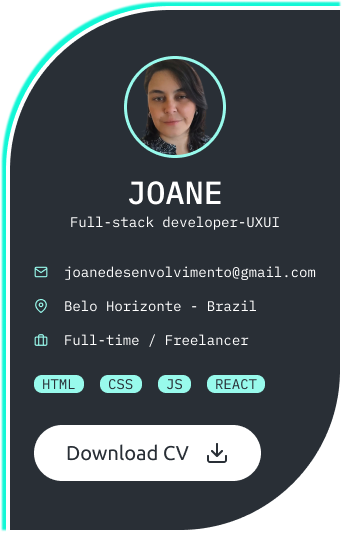 JOANE
Full-stack developer-UXUI
joanedesenvolvimento@gmail.com
Belo Horizonte - Brazil
Full-time / Freelancer
HTML CSS JS REACT
Download CV